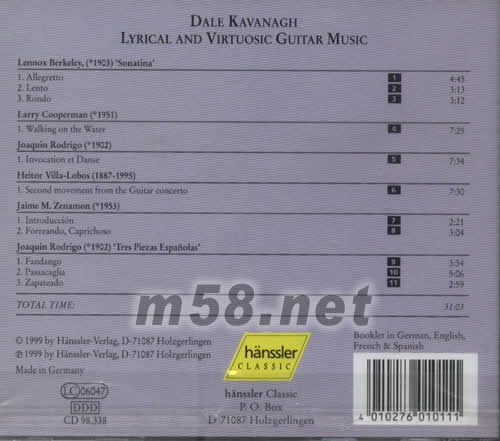 DALE KAVANAGH
LYRICAL AND VIRTUOSIC GUITAR MUSIC
Lennox Berkeley, (*1903) 'Sonatina'
1. Allegretto 1 4:45
2. Lento 2 3:13
3. Rondo 3 3:12
Larry Cooperman (*1951)
1. Walking on the Water 4 7:25
Joaquin Rodrigo (*1902)
1. Invocation et Danse 5 7:34
Heitor Villa-Lobos (1887-1995)
1. Second movement from the Guitar concerto 6 7:30
Jaime M. Zenamon (*1953)
1. Introducción 7 2:21
2. Forreando, Caprichoso 8 3:04
Joaquin Rodrigo (*1902) 'Tres Piezas Españolas'
1. Fandango 9 3:34
2. Passacaglia 10 5:06
3. Zapateado 11 2:59
TOTAL TIME: 51:03
m58.net
© 1999 by Hänssler-Verlag, D-71087 Holzgerlingen
℗ 1999 by Hänssler-Verlag, D-71087 Holzgerlingen
Made in Germany
LC 06047
DDD
CD 98.338
hänssler
CLASSIC
hänssler Classic
P. O. Box
D 71087 Holzgerlingen
Booklet in German, English,
French & Spanish
4 010276 010111